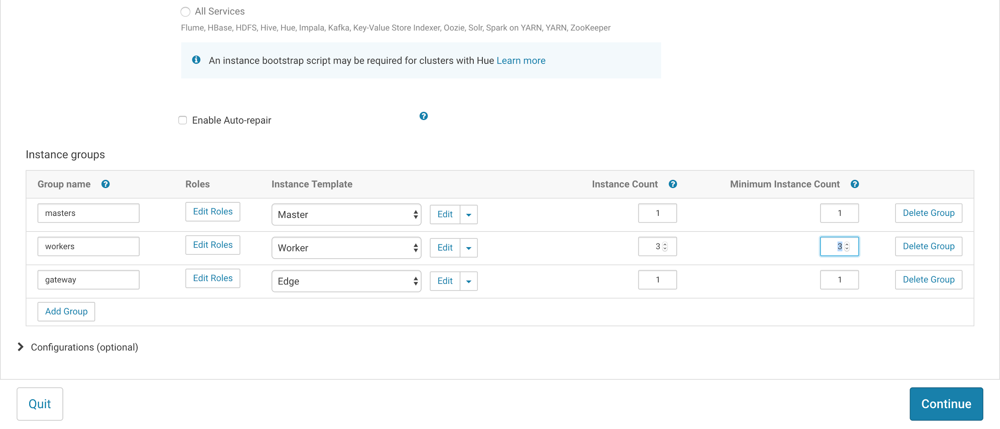 All Services
Flume, HBase, HDFS, Hive, Hue, Impala, Kafka, Key-Value Store Indexer, Oozie, Solr, Spark on YARN, YARN, ZooKeeper
An instance bootstrap script may be required for clusters with Hue Learn more
Enable Auto-repair
Instance groups
Group name Roles Instance Template Instance Count Minimum Instance Count
masters Edit Roles Master Edit 1 1 Delete Group
workers Edit Roles Worker Edit 3 3 Delete Group
gateway Edit Roles Edge Edit 1 1 Delete Group
Add Group
Configurations (optional)
Quit Continue